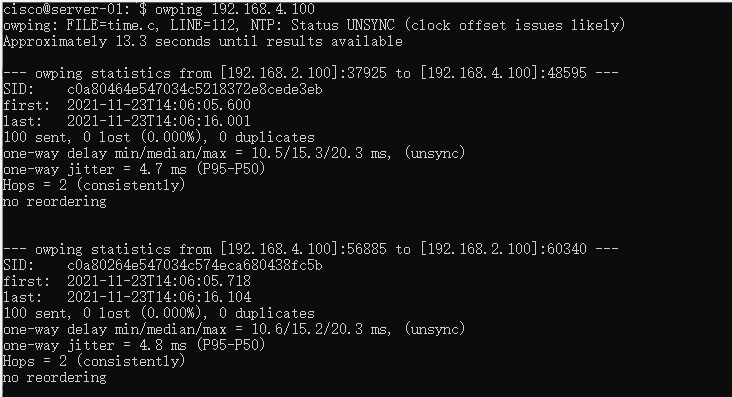 cisco@server-01:~$ owping 192.168.4.100
owping: FILE=time.c, LINE=112, NTP: Status UNSYNC (clock offset issues likely)
Approximately 13.3 seconds until results available
--- owping statistics from [192.168.2.100]:37925 to [192.168.4.100]:48595 ---
SID: c0a80464e547034c5218372e8cede3eb
first: 2021-11-23T14:06:05.600
last: 2021-11-23T14:06:16.001
100 sent, 0 lost (0.000%), 0 duplicates
one-way delay min/median/max = 10.5/15.3/20.3 ms, (unsync)
one-way jitter = 4.7 ms (P95-P50)
Hops = 2 (consistently)
no reordering
--- owping statistics from [192.168.4.100]:56885 to [192.168.2.100]:60340 ---
SID: c0a80264e547034c574eca680438fc5b
first: 2021-11-23T14:06:05.718
last: 2021-11-23T14:06:16.104
100 sent, 0 lost (0.000%), 0 duplicates
one-way delay min/median/max = 10.6/15.2/20.3 ms, (unsync)
one-way jitter = 4.8 ms (P95-P50)
Hops = 2 (consistently)
no reordering